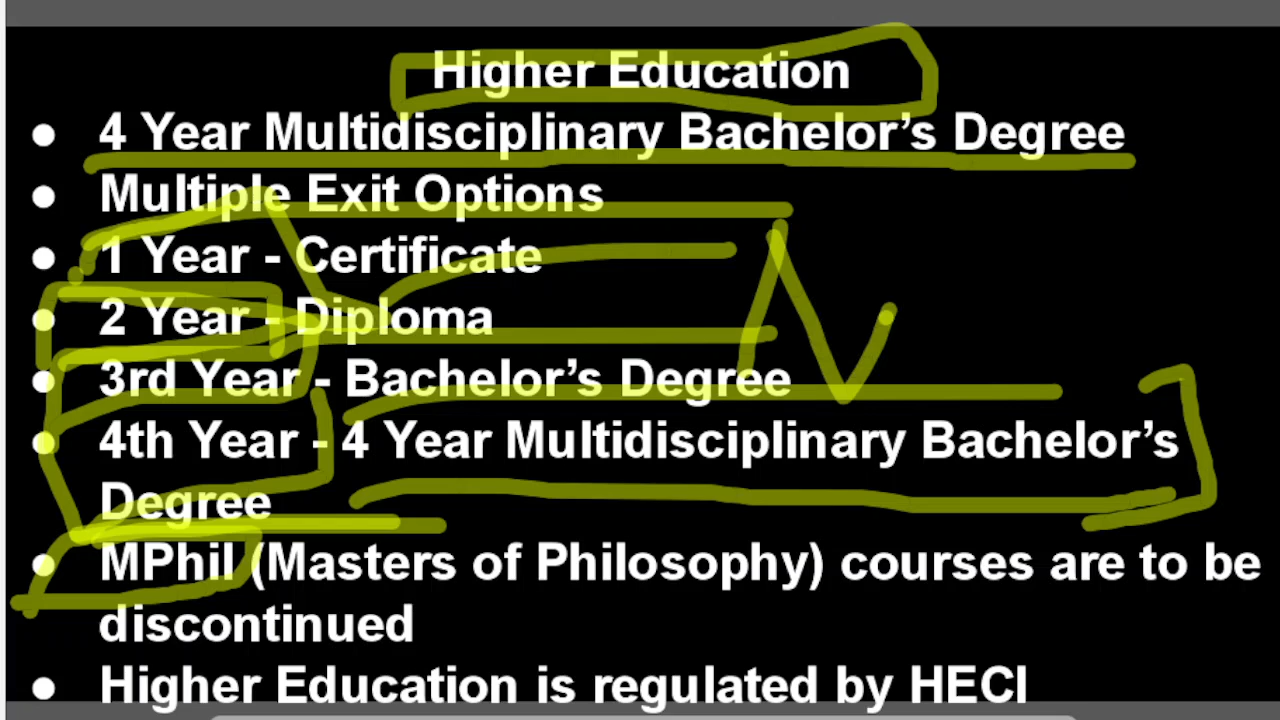 Higher Education
● 4 Year Multidisciplinary Bachelor’s Degree
● Multiple Exit Options
● 1 Year - Certificate
● 2 Year - Diploma
● 3rd Year - Bachelor’s Degree
● 4th Year - 4 Year Multidisciplinary Bachelor’s
Degree
● MPhil (Masters of Philosophy) courses are to be
discontinued
● Higher Education is regulated by HECI